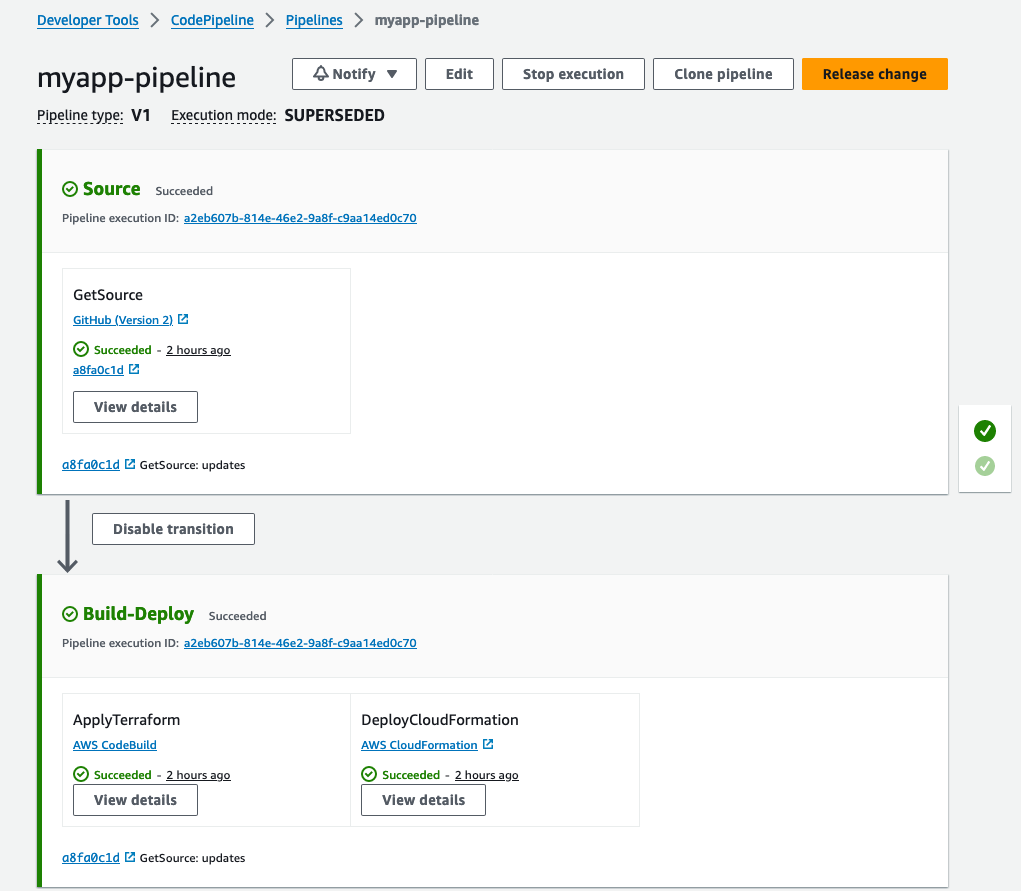 Developer Tools > CodePipeline > Pipelines > myapp-pipeline
myapp-pipeline
Notify ▼ Edit Stop execution Clone pipeline Release change
Pipeline type: V1 Execution mode: SUPERSEDED
Source Succeeded
Pipeline execution ID: a2eb607b-814e-46e2-9a8f-c9aa14ed0c70
GetSource
GitHub (Version 2)
Succeeded - 2 hours ago
a8fa0c1d
View details
a8fa0c1d GetSource: updates
Disable transition
Build-Deploy Succeeded
Pipeline execution ID: a2eb607b-814e-46e2-9a8f-c9aa14ed0c70
ApplyTerraform
AWS CodeBuild
Succeeded - 2 hours ago
View details
DeployCloudFormation
AWS CloudFormation
Succeeded - 2 hours ago
View details
a8fa0c1d GetSource: updates